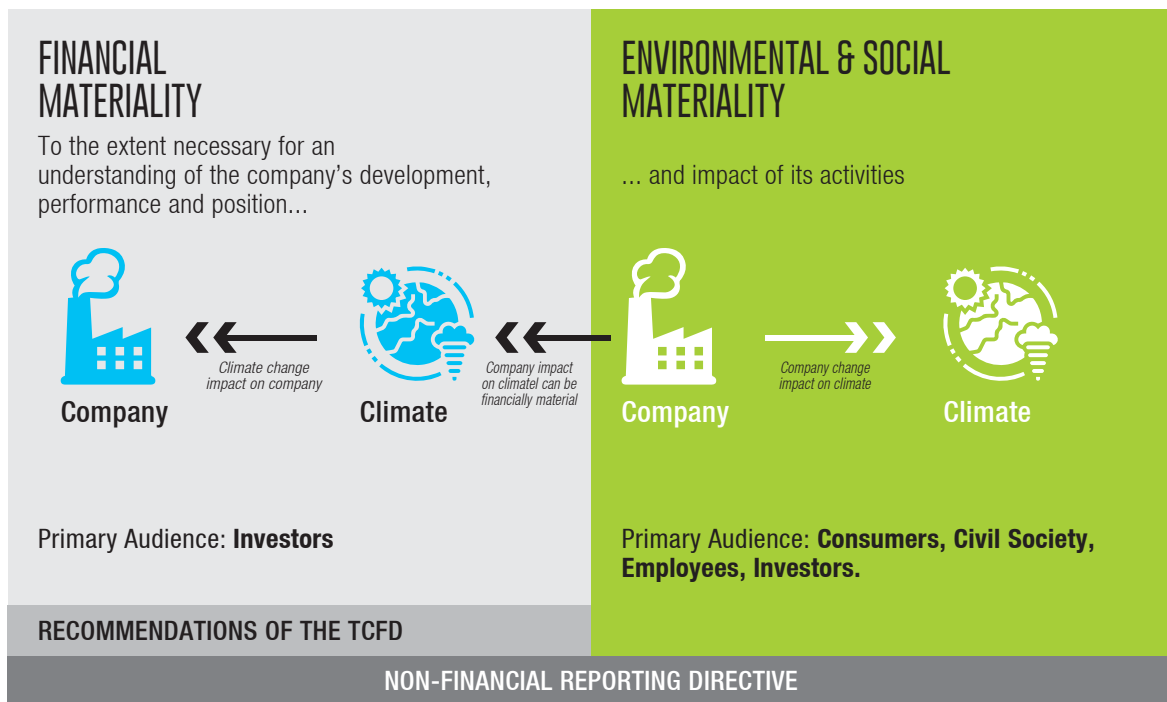 FINANCIAL
MATERIALITY
To the extent necessary for an
understanding of the company's development,
performance and position...
Climate change
impact on company
Company
Climate
Company impact
on climatel can be
financially material
Primary Audience: Investors
RECOMMENDATIONS OF THE TCFD
ENVIRONMENTAL & SOCIAL
MATERIALITY
... and impact of its activities
Company change
impact on climate
Company
Climate
Primary Audience: Consumers, Civil Society,
Employees, Investors.
NON-FINANCIAL REPORTING DIRECTIVE